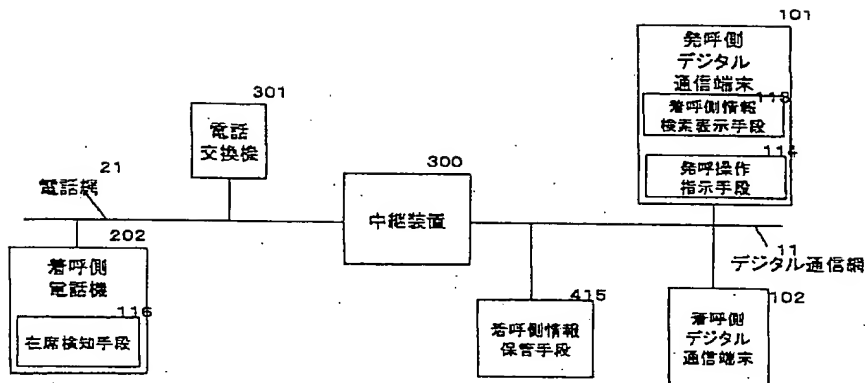 101
発呼側
デジタル
通信端末
115
着呼側情報
検索表示手段
114
発呼操作
指示手段
301
電話
交換機
300
中継装置
21
電話網
202
着呼側
電話機
116
在席検知手段
11
デジタル通信網
415
着呼側情報
保管手段
102
着呼側
デジタル
通信端末